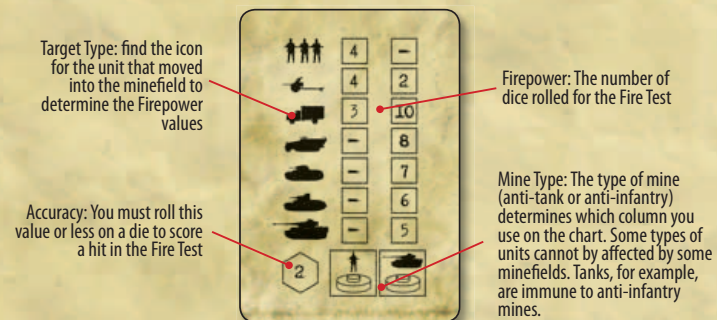 Target Type: find the icon
for the unit that moved
into the minefield to
determine the Firepower
values
Accuracy: You must roll this
value or less on a die to score
a hit in the Fire Test
4 –
4 2
3 10
– 8
– 7
– 6
– 5
2
Firepower: The number of
dice rolled for the Fire Test
Mine Type: The type of mine
(anti-tank or anti-infantry)
determines which column you
use on the chart. Some types of
units cannot by affected by some
minefields. Tanks, for example,
are immune to anti-infantry
mines.